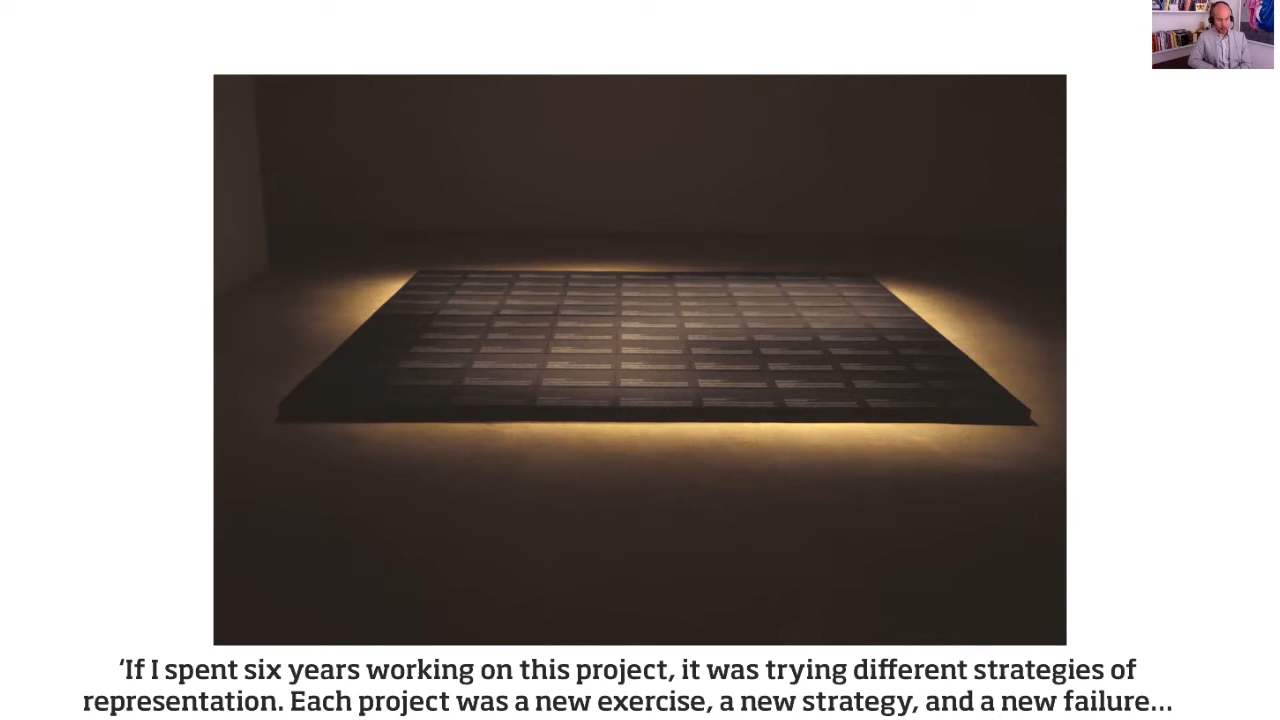 ‘If I spent six years working on this project, it was trying different strategies of
representation. Each project was a new exercise, a new strategy, and a new failure...